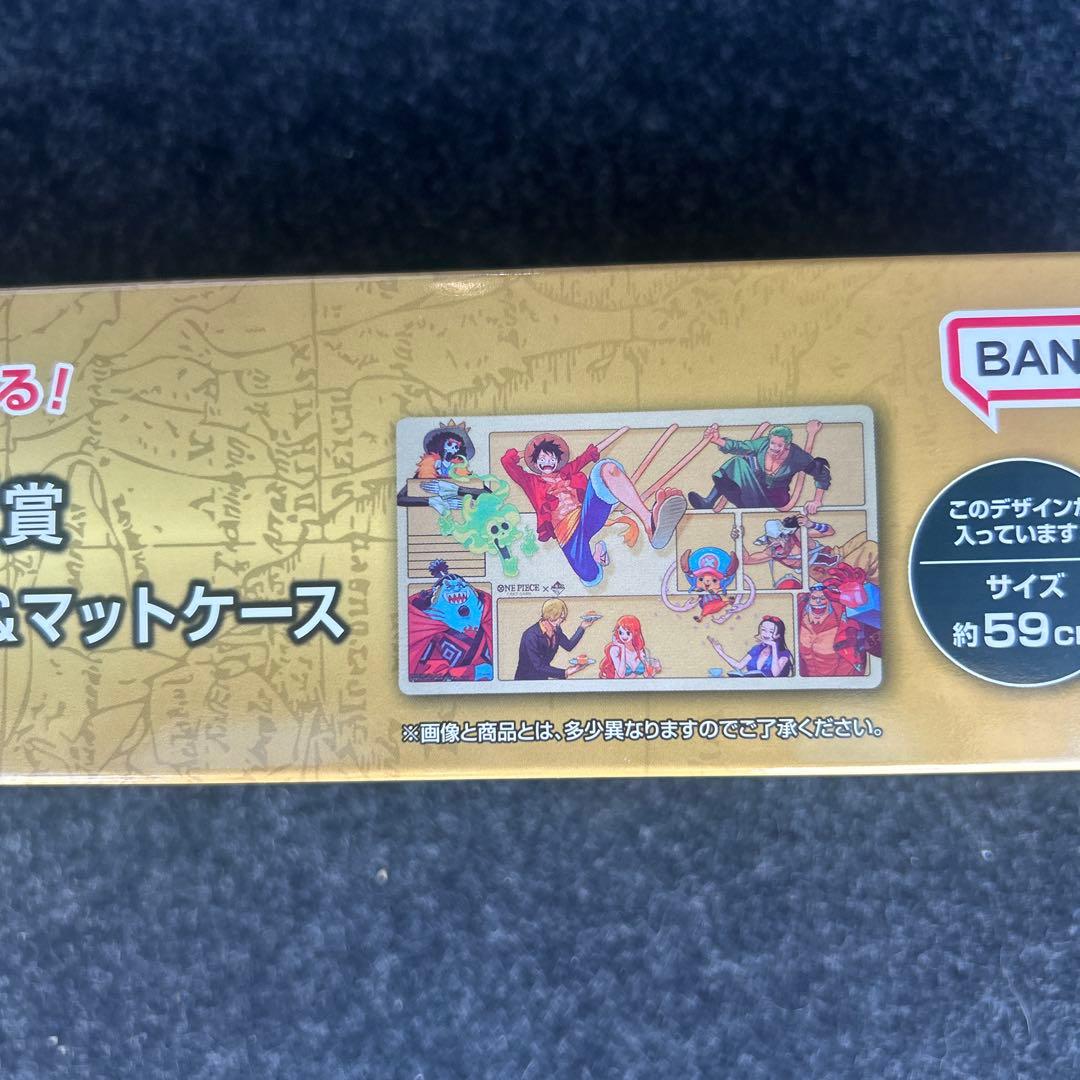 る!
賞
&マットケース
BAN
ONE PIECE
CARD GAME
×
このデザインが
入っています
サイズ
約59c
※画像と商品とは、多少異なりますのでご了承ください。